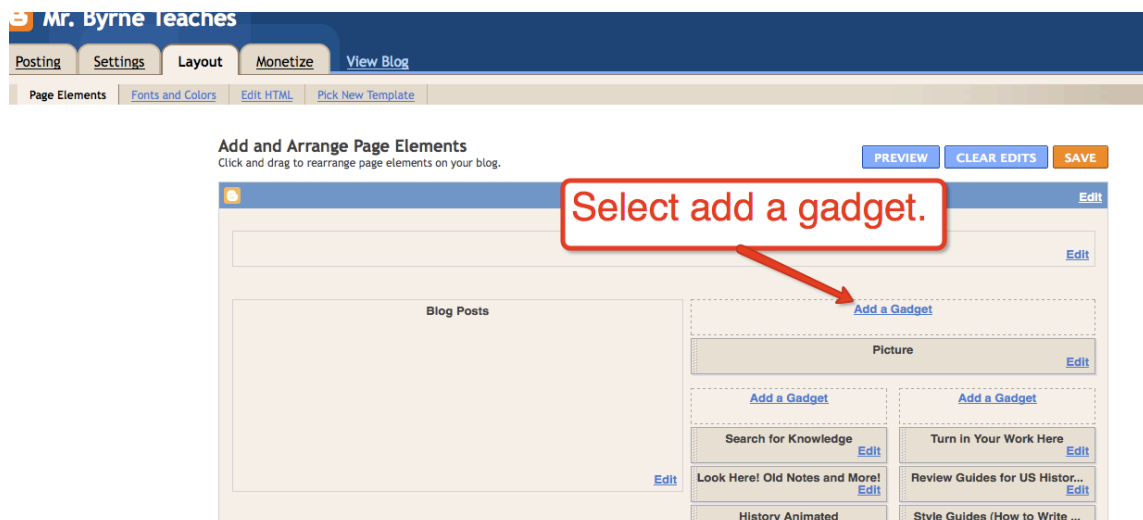 Mr. Byrne Teaches
Posting Settings Layout Monetize View Blog
Page Elements Fonts and Colors Edit HTML Pick New Template
Add and Arrange Page Elements
Click and drag to rearrange page elements on your blog.
PREVIEW CLEAR EDITS SAVE
Edit
Select add a gadget.
Edit
Blog Posts
Edit
Add a Gadget
Picture
Edit
Add a Gadget
Add a Gadget
Search for Knowledge
Edit
Turn in Your Work Here
Edit
Look Here! Old Notes and More!
Edit
Review Guides for US Histor...
Edit
History Animated
Style Guides (How to Write ...